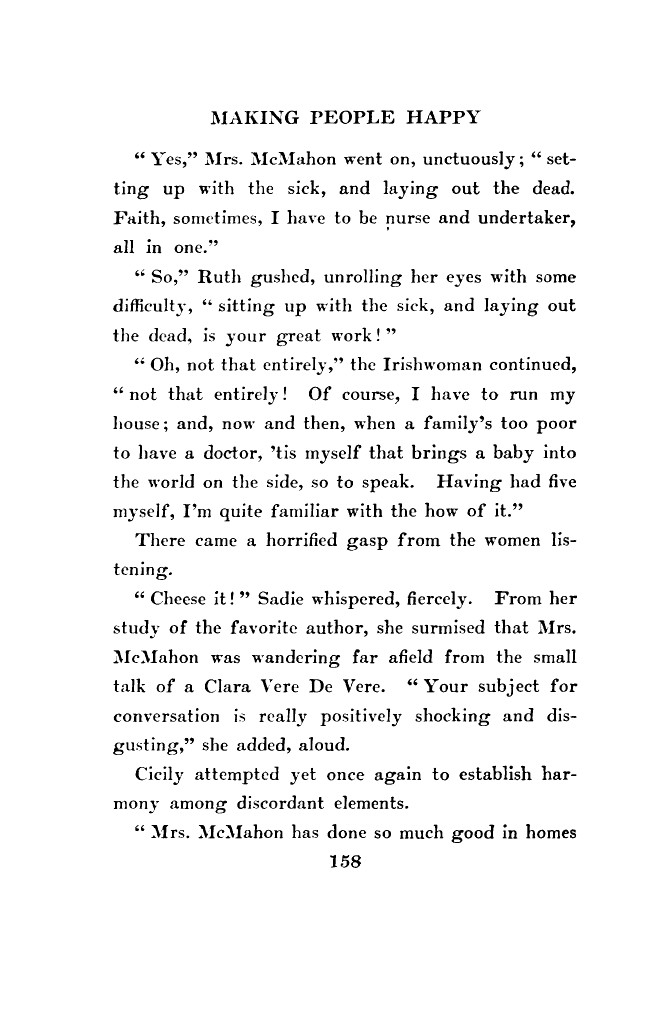 MAKING PEOPLE HAPPY
“ Yes,” Mrs. McMahon went on, unctuously; “ set-
ting up with the sick, and laying out the dead.
Faith, sometimes, I have to be nurse and undertaker,
all in one.”
“ So,” Ruth gushed, unrolling her eyes with some
difficulty, “ sitting up with the sick, and laying out
the dead, is your great work! ”
“ Oh, not that entirely,” the Irishwoman continued,
“ not that entirely! Of course, I have to run my
house; and, now and then, when a family’s too poor
to have a doctor, ’tis myself that brings a baby into
the world on the side, so to speak. Having had five
myself, I’m quite familiar with the how of it.”
There came a horrified gasp from the women lis-
tening.
“ Cheese it! ” Sadie whispered, fiercely. From her
study of the favorite author, she surmised that Mrs.
McMahon was wandering far afield from the small
talk of a Clara Vere De Vere. “ Your subject for
conversation is really positively shocking and dis-
gusting,” she added, aloud.
Cicily attempted yet once again to establish har-
mony among discordant elements.
“ Mrs. McMahon has done so much good in homes
158